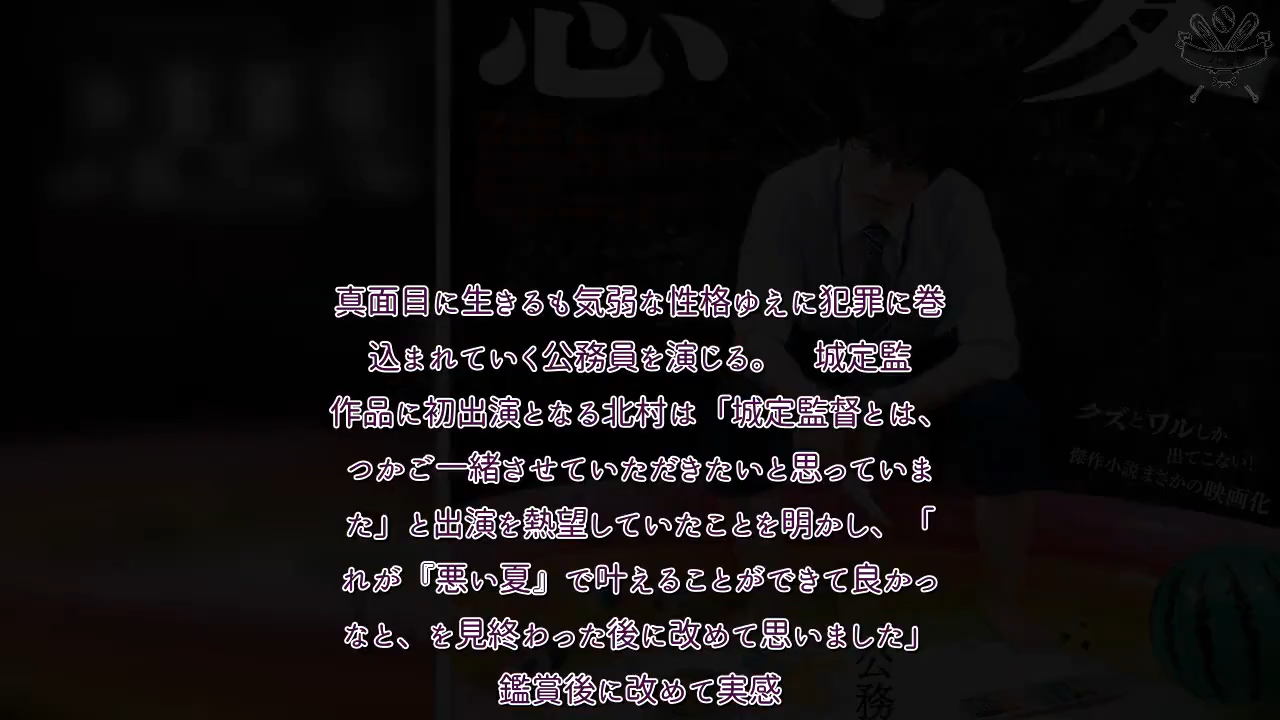 悪い夏
真面目に生きるも気弱な性格ゆえに犯罪に巻
込まれていく公務員を演じる。　城定監
作品に初出演となる北村は「城定監督とは、
つかご一緒させていただきたいと思っていま
た」と出演を熱望していたことを明かし、「
れが『悪い夏』で叶えることができて良かっ
なと、を見終わった後に改めて思いました」
鑑賞後に改めて実感
クズとワルしか
出てこない！
傑作小説まさかの映画化
公務